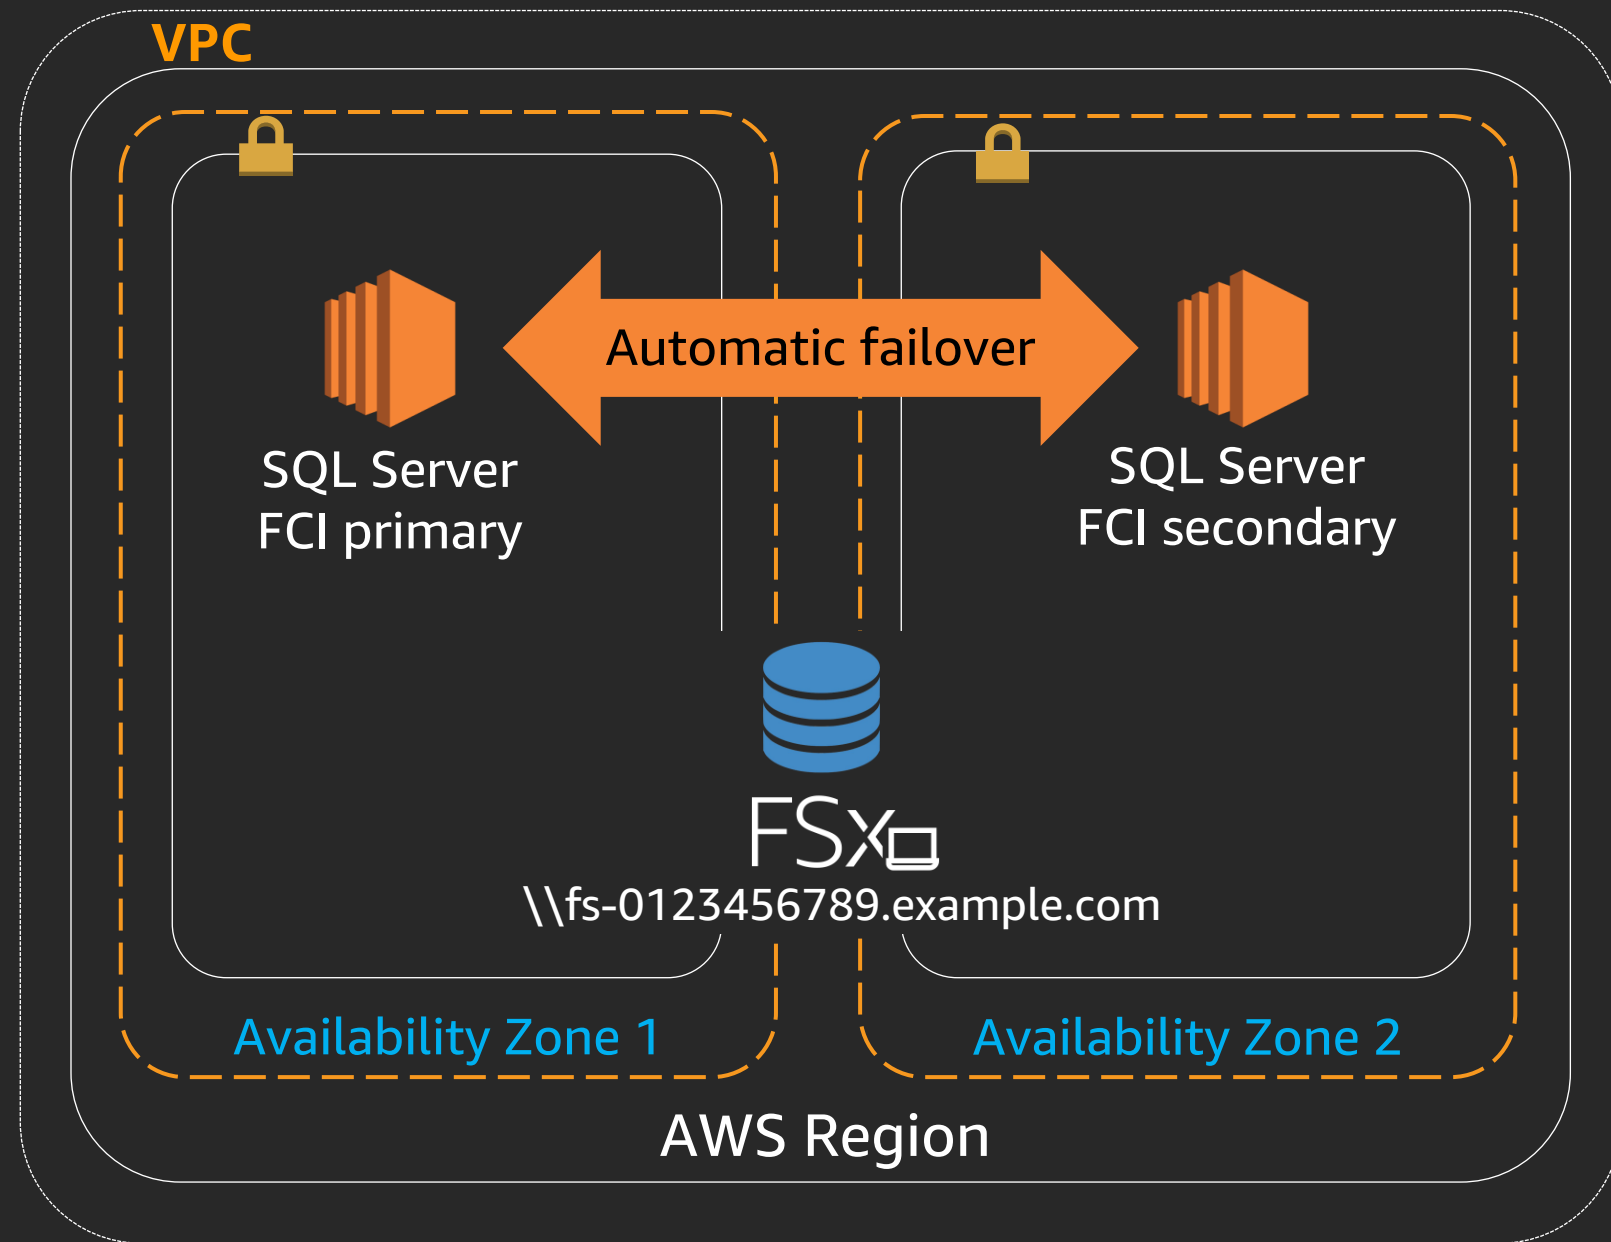 VPC
Automatic failover
SQL Server
FCI primary
SQL Server
FCI secondary
FSx
\\fs-0123456789.example.com
Availability Zone 1
Availability Zone 2
AWS Region